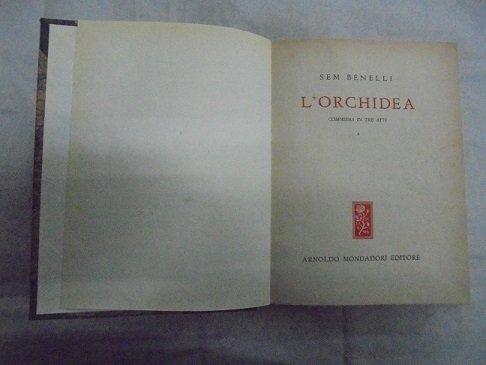 SEM BENELLI
L'ORCHIDEA
COMMEDIA IN TRE ATTI
ARNOLDO MONDADORI EDITORE